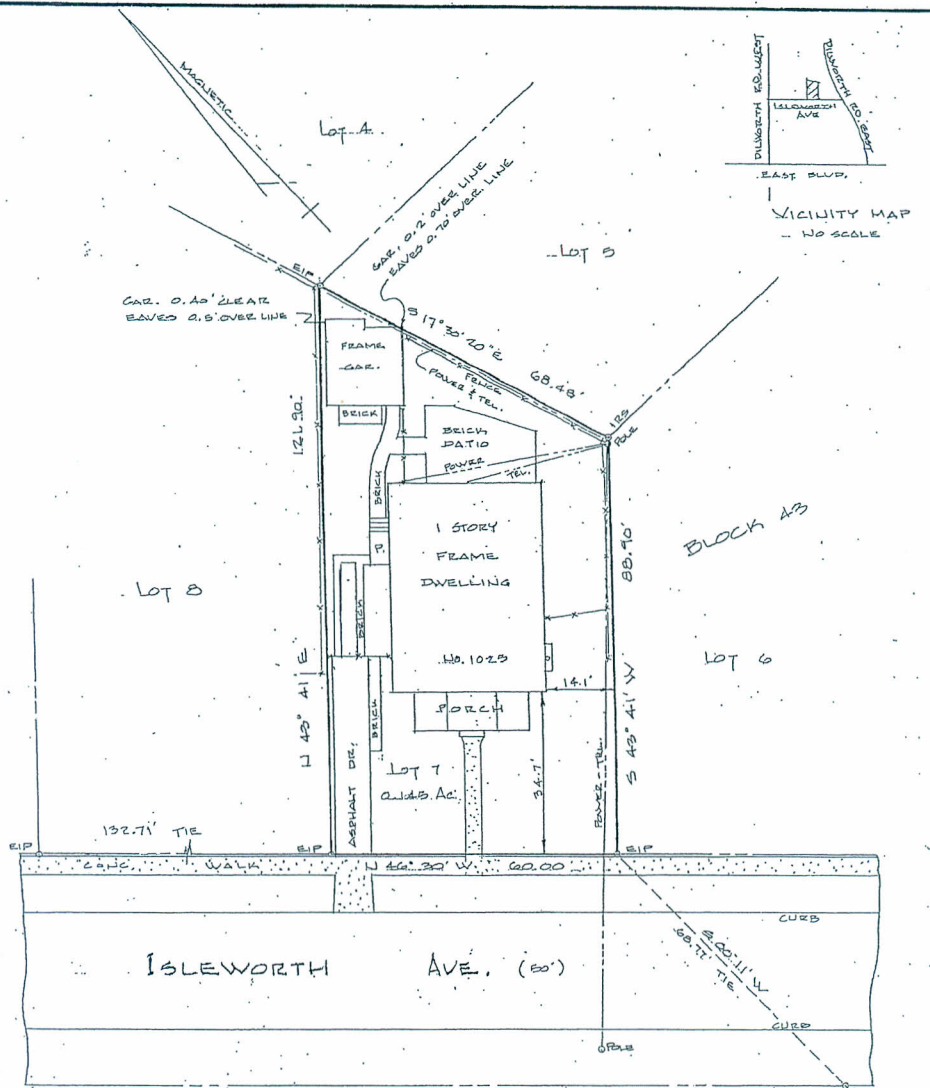 MAGNETIC
LOT 4
DILWORTH RD. WEST
DILWORTH RD. EAST
ISLEWORTH
AVE
EAST BLVD.
VICINITY MAP
NO SCALE
GAR. 0.2' OVER LINE
EAVES 0.70' OVER LINE
LOT 5
EIP
GAR. 0.40' CLEAR
EAVES 0.5' OVER LINE
S 17° 30' 20" E
68.48'
FRAME
GAR.
FENCE
POWER & TEL.
IRS
POLE
BRICK
BRICK
PATIO
POWER
TEL.
121.90'
BRICK
BLOCK 43
88.90'
1 STORY
FRAME
DWELLING
P.
LOT 8
BRICK
NO. 1025
LOT 6
14.1'
N 43° 41' E
S 43° 41' W
PORCH
BRICK
ASPHALT DR.
LOT 7
0.145 AC.
34.7'
POWER-TEL.
132.71' TIE
EIP
EIP
EIP
CONC. WALK
N 46° 30' W 60.00
CURB
ISLEWORTH AVE. (50')
68.77' TIE
CURB
POLE